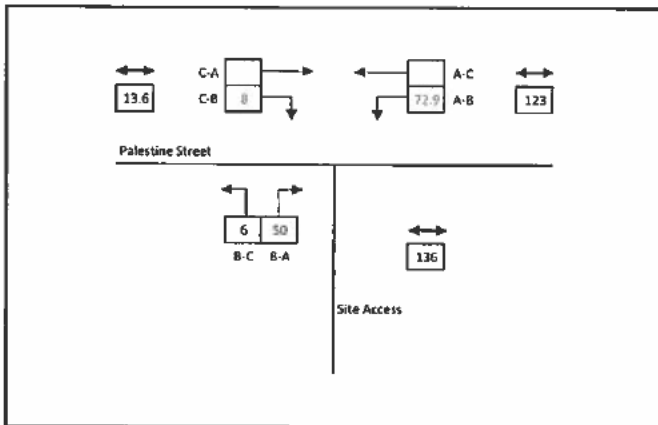 C-A A-C
13.6 C-B 8 72.9 A-B 123
Palestine Street
6 50
B-C B-A
136
Site Access